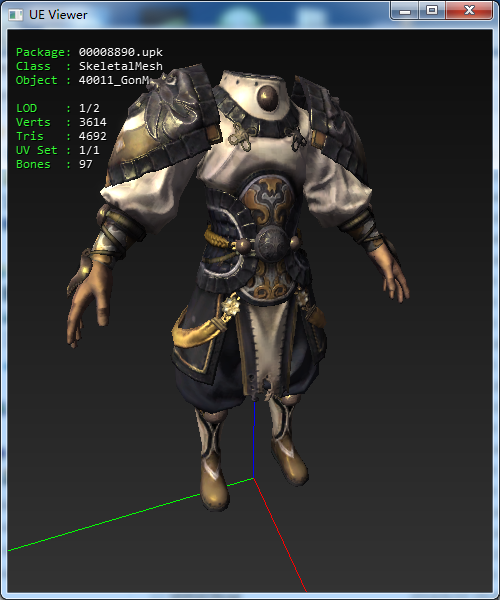 UE Viewer
Package: 00008890.upk
Class : SkeletalMesh
Object : 40011_GonM
LOD : 1/2
Verts : 3614
Tris : 4692
UV Set : 1/1
Bones : 97